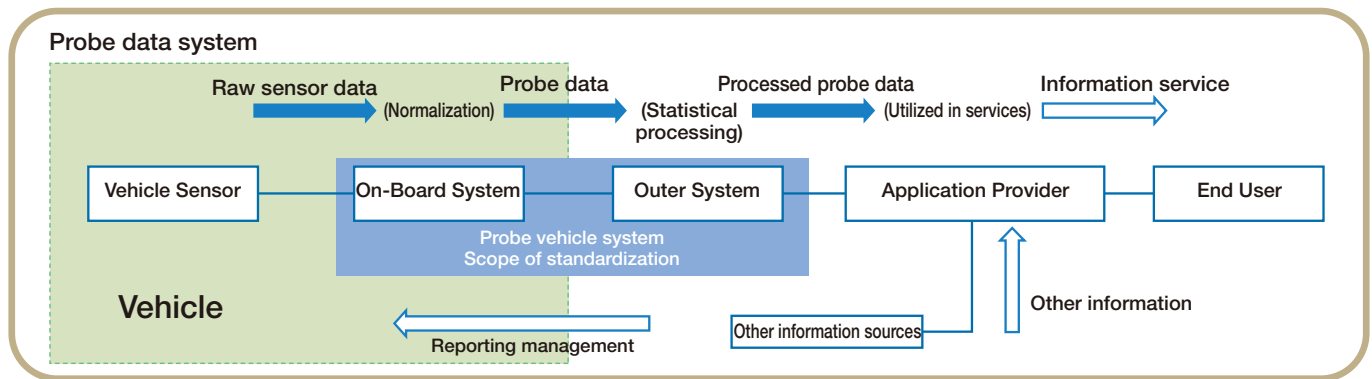 Probe data system
Raw sensor data
(Normalization)
Probe data
(Statistical
processing)
Processed probe data
(Utilized in services)
Information service
Vehicle Sensor
On-Board System
Outer System
Application Provider
End User
Probe vehicle system
Scope of standardization
Vehicle
Reporting management
Other information sources
Other information